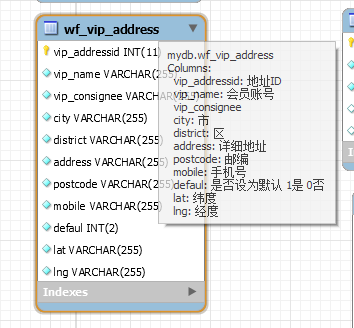 wf_vip_address
vip_addressid INT(11)
vip_name VARCHAR(255)
vip_consignee VARCHAR(255)
city VARCHAR(255)
district VARCHAR(255)
address VARCHAR(255)
postcode VARCHAR(255)
mobile VARCHAR(255)
defaul INT(2)
lat VARCHAR(255)
lng VARCHAR(255)
Indexes
mydb.wf_vip_address
Columns:
vip_addressid: 地址ID
vip_name: 会员账号
vip_consignee
city: 市
district: 区
address: 详细地址
postcode: 邮编
mobile: 手机号
defaul: 是否设为默认 1是 0否
lat: 纬度
lng: 经度
In